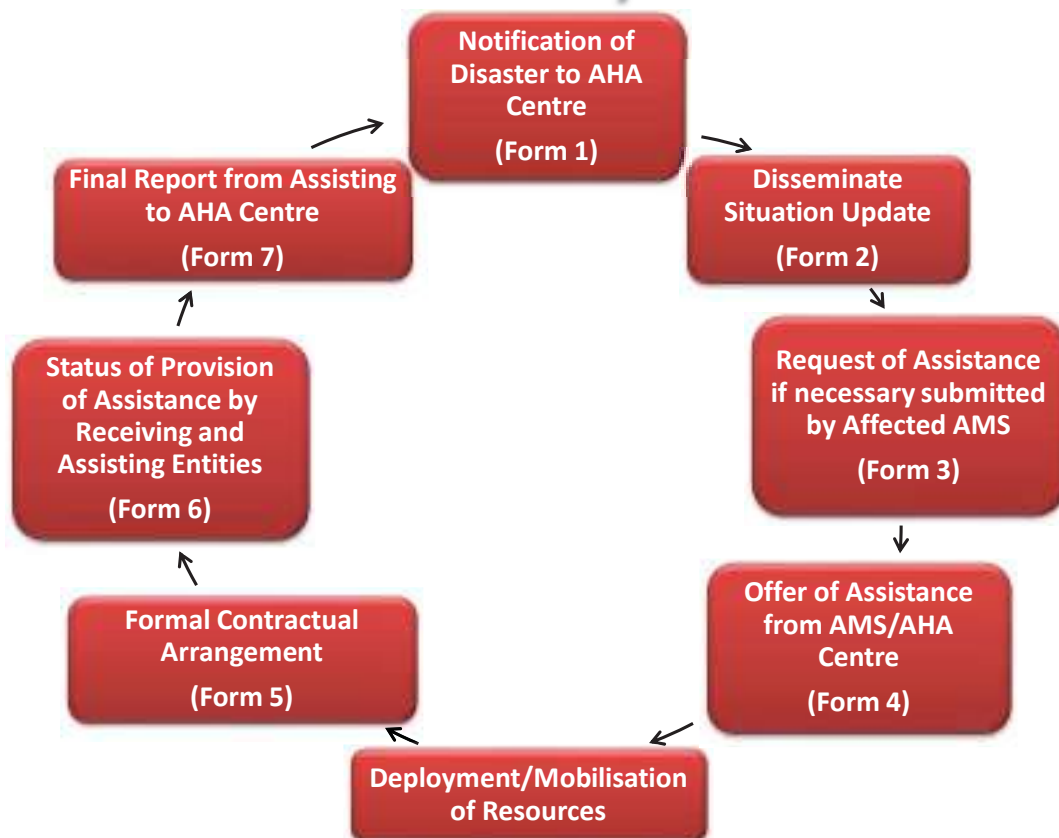 Notification of
Disaster to AHA
Centre
(Form 1)
Disseminate
Situation Update
(Form 2)
Request of Assistance
if necessary submitted
by Affected AMS
(Form 3)
Offer of Assistance
from AMS/AHA
Centre
(Form 4)
Deployment/Mobilisation
of Resources
Formal Contractual
Arrangement
(Form 5)
Status of Provision
of Assistance by
Receiving and
Assisting Entities
(Form 6)
Final Report from Assisting
to AHA Centre
(Form 7)